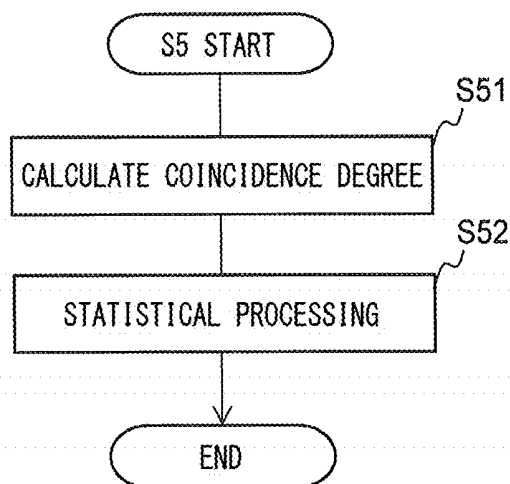 S5 START
S51
CALCULATE COINCIDENCE DEGREE
S52
STATISTICAL PROCESSING
END